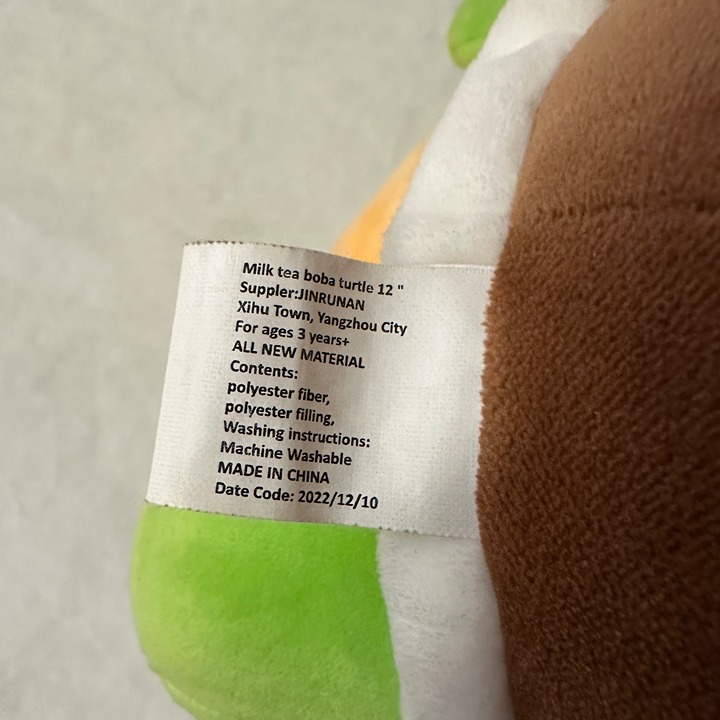 Milk tea boba turtle 12 "
Suppler:JINRUNAN
Xihu Town, Yangzhou City
For ages 3 years+
ALL NEW MATERIAL
Contents:
polyester fiber,
polyester filling,
Washing instructions:
Machine Washable
MADE IN CHINA
Date Code: 2022/12/10